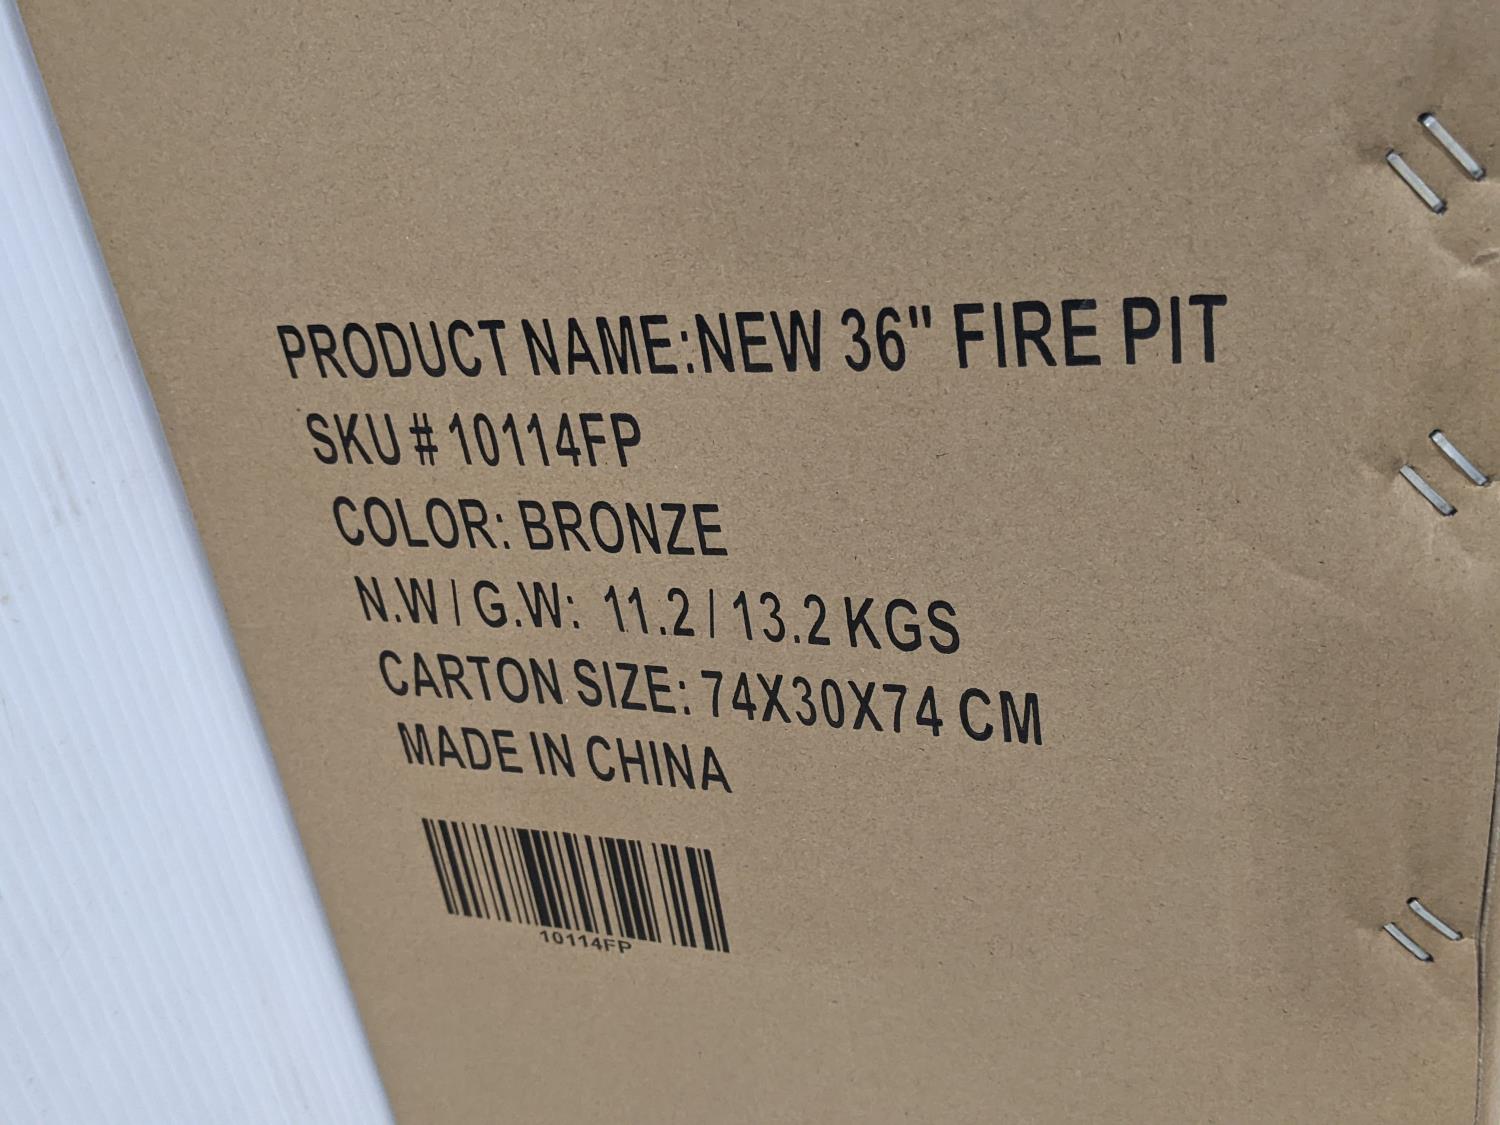 PRODUCT NAME:NEW 36" FIRE PIT
SKU # 10114FP
COLOR: BRONZE
N.W / G.W: 11.2 / 13.2 KGS
CARTON SIZE: 74X30X74 CM
MADE IN CHINA
10114FP